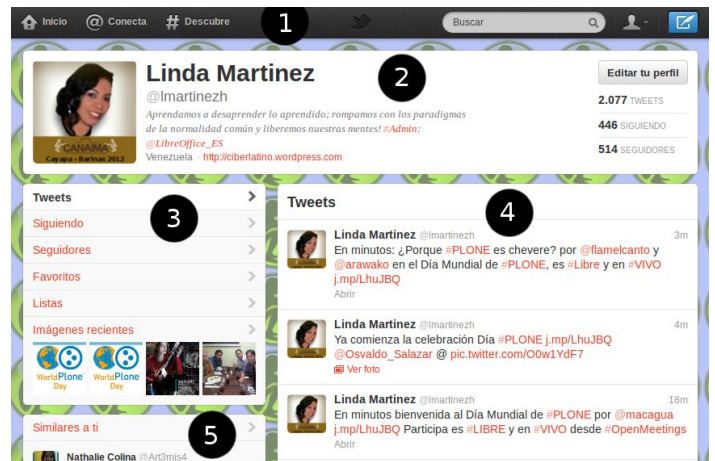 Inicio @ Conecta # Descubre 1 Buscar
Linda Martinez 2 Editar tu perfil
@lmartinezh
2.077 TWEETS
Aprendamos a desaprender lo aprendido; rompamos con los paradigmas
de la normalidad común y liberemos nuestras mentes! #Admin:
446 SIGUIENDO
@LibreOffice_ES
Venezuela · http://ciberlatino.wordpress.com
514 SEGUIDORES
CANAIMA
Cayapa - Barinas 2012
Tweets
3
Siguiendo
Seguidores
Favoritos
Listas
Imágenes recientes
WorldPlone
Day
WorldPlone
Day
Similares a ti
5
Nathalie Colina @Art3mis4
Tweets
4
Linda Martinez @lmartinezh 3m
En minutos: ¿Porque #PLONE es chevere? por @flamelcanto y
@arawako en el Día Mundial de #PLONE, es #Libre y en #VIVO
j.mp/LhuJBQ
Abrir
Linda Martinez @lmartinezh 4m
Ya comienza la celebración Día #PLONE j.mp/LhuJBQ
@Osvaldo_Salazar @ pic.twitter.com/O0w1YdF7
Ver foto
Linda Martinez @lmartinezh 18m
En minutos bienvenida al Día Mundial de #PLONE por @macagua
j.mp/LhuJBQ Participa es #LIBRE y en #VIVO desde #OpenMeetings
Abrir